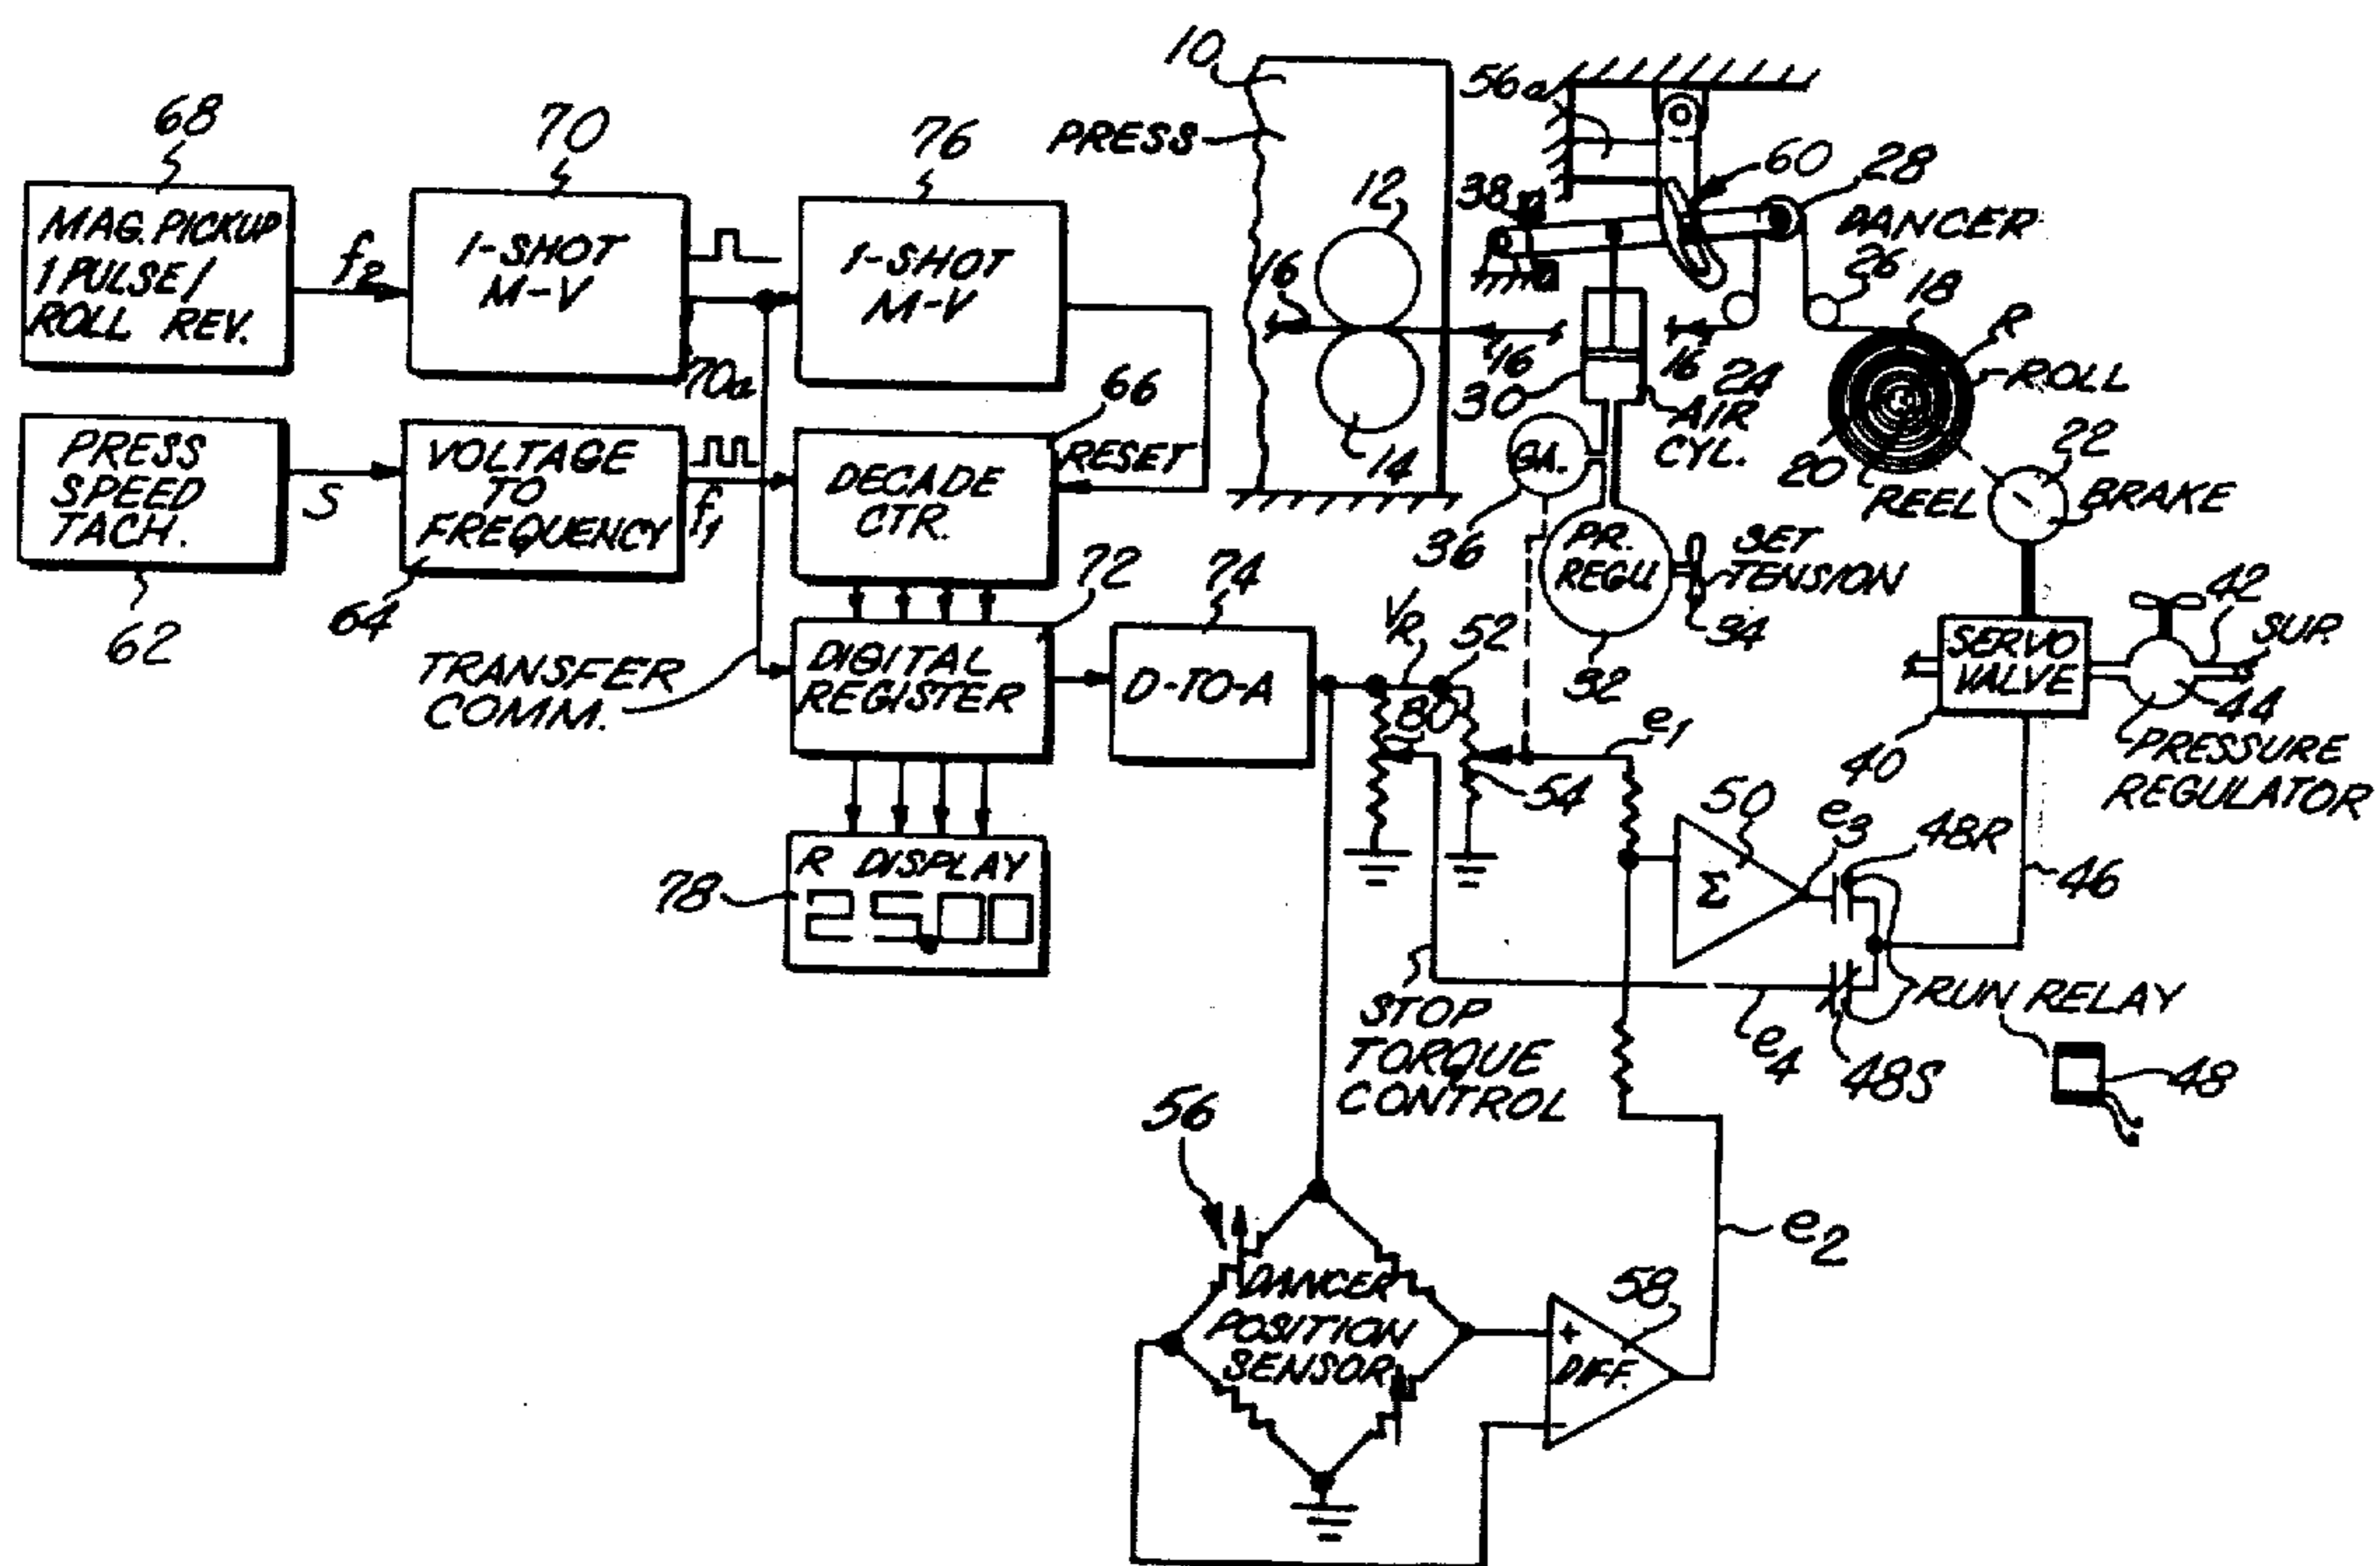 68
MAG. PICKUP
1 PULSE/
ROLL REV.
f2
70
1-SHOT
M-V
70a
76
1-SHOT
M-V
PRESS
SPEED
TACH.
62
S
VOLTAGE
TO
FREQUENCY
64
f1
66
DECADE
CTR.
RESET
TRANSFER
COMM.
72
DIGITAL
REGISTER
74
D-TO-A
78
R DISPLAY
25.00
10
PRESS
12
14
16
16
16
56a
38
60
28
DANCER
26
18
R
ROLL
20
REEL
22
BRAKE
24
AIR
CYL.
30
GA.
36
PR.
REGU
SET
TENSION
34
32
SERVO
VALVE
40
42
SUP.
44
PRESSURE
REGULATOR
46
VR
52
80
54
e1
50
Σ
e3
48R
RUN RELAY
48
48S
e4
STOP
TORQUE
CONTROL
56
DANCER
POSITION
SENSOR
58
+
DIFF.
–
e2